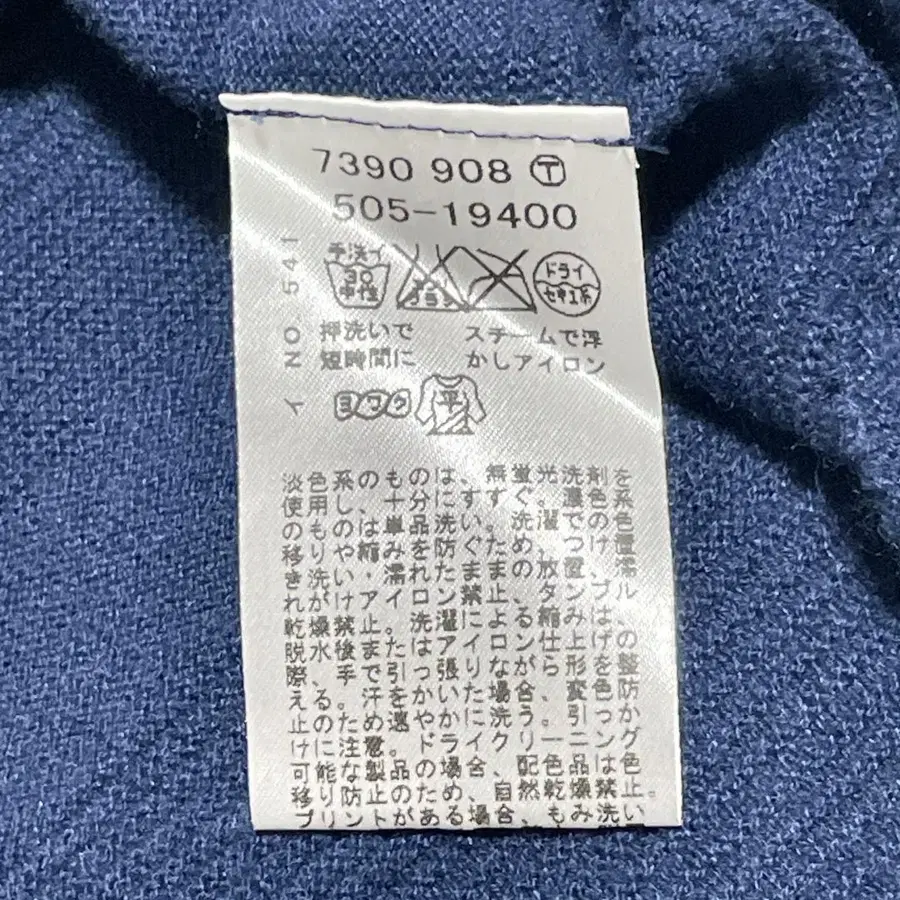 7390 908 Ⓣ
505-19400
イ NO 541
手洗イ
30
中性
エンソ
サラシ
ドライ
セキユ系
押洗いで
短時間に
スチームで浮
かしアイロン
ヨワク
平
淡色系のものは、無蛍光洗剤を
使用し、十分にすすぐ。濃色系
のものは単品洗い。洗濯での色
移りや縮みを防ぐため、つけ置
き洗い・濡れたままの放置、濡
れがけアイロン禁止、タンブル
乾燥禁止。洗濯による縮みは、
脱水後またはアイロン仕上げの
際、手で引っ張りながら形を整
える。汗をかいた場合、変色防
止のため速やかに洗う。引っか
けに注意。ドライクリーニング
可能な製品の場合、配色品は色
移り防止のため、自然乾燥禁止。
プリントがある場合、もみ洗い